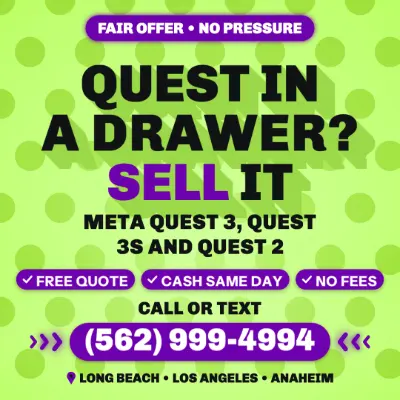 FAIR OFFER • NO PRESSURE
QUEST IN
A DRAWER?
SELL IT
META QUEST 3, QUEST
3S AND QUEST 2
✓ FREE QUOTE ✓ CASH SAME DAY ✓ NO FEES
CALL OR TEXT
››› (562) 999-4994 ‹‹‹
LONG BEACH • LOS ANGELES • ANAHEIM